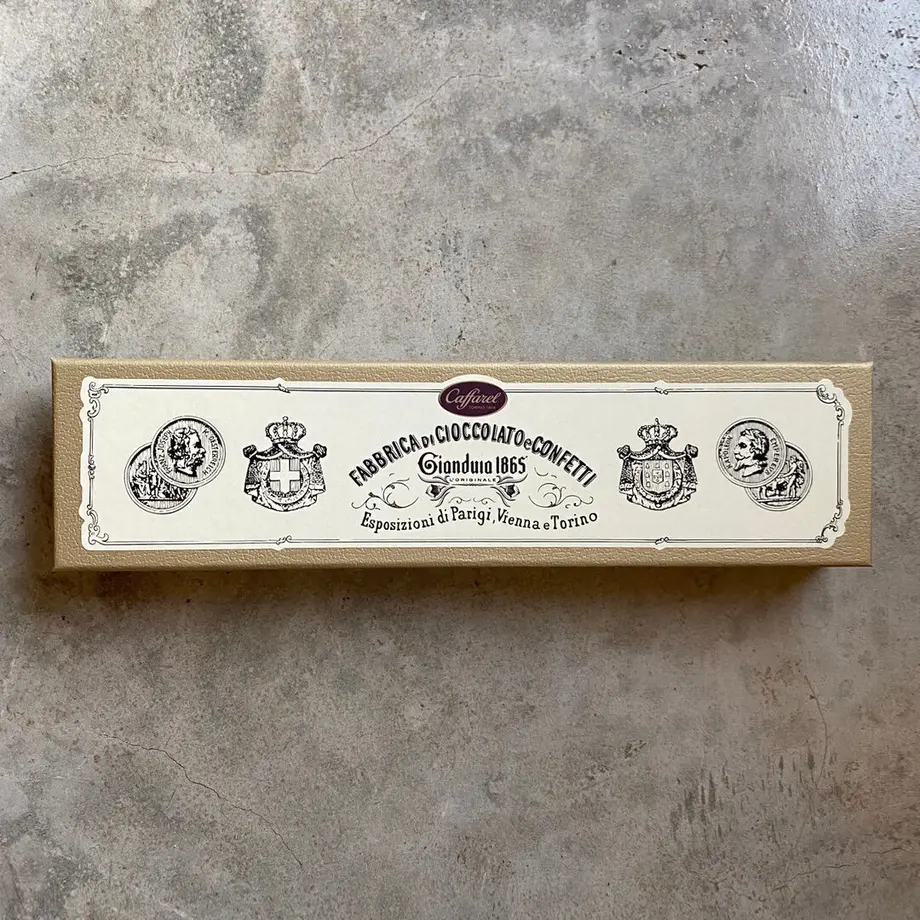 Caffarel
FABBRICA DI CIOCCOLATO e CONFETTI
Gianduia 1865
L'ORIGINALE
Esposizioni di Parigi, Vienna e Torino